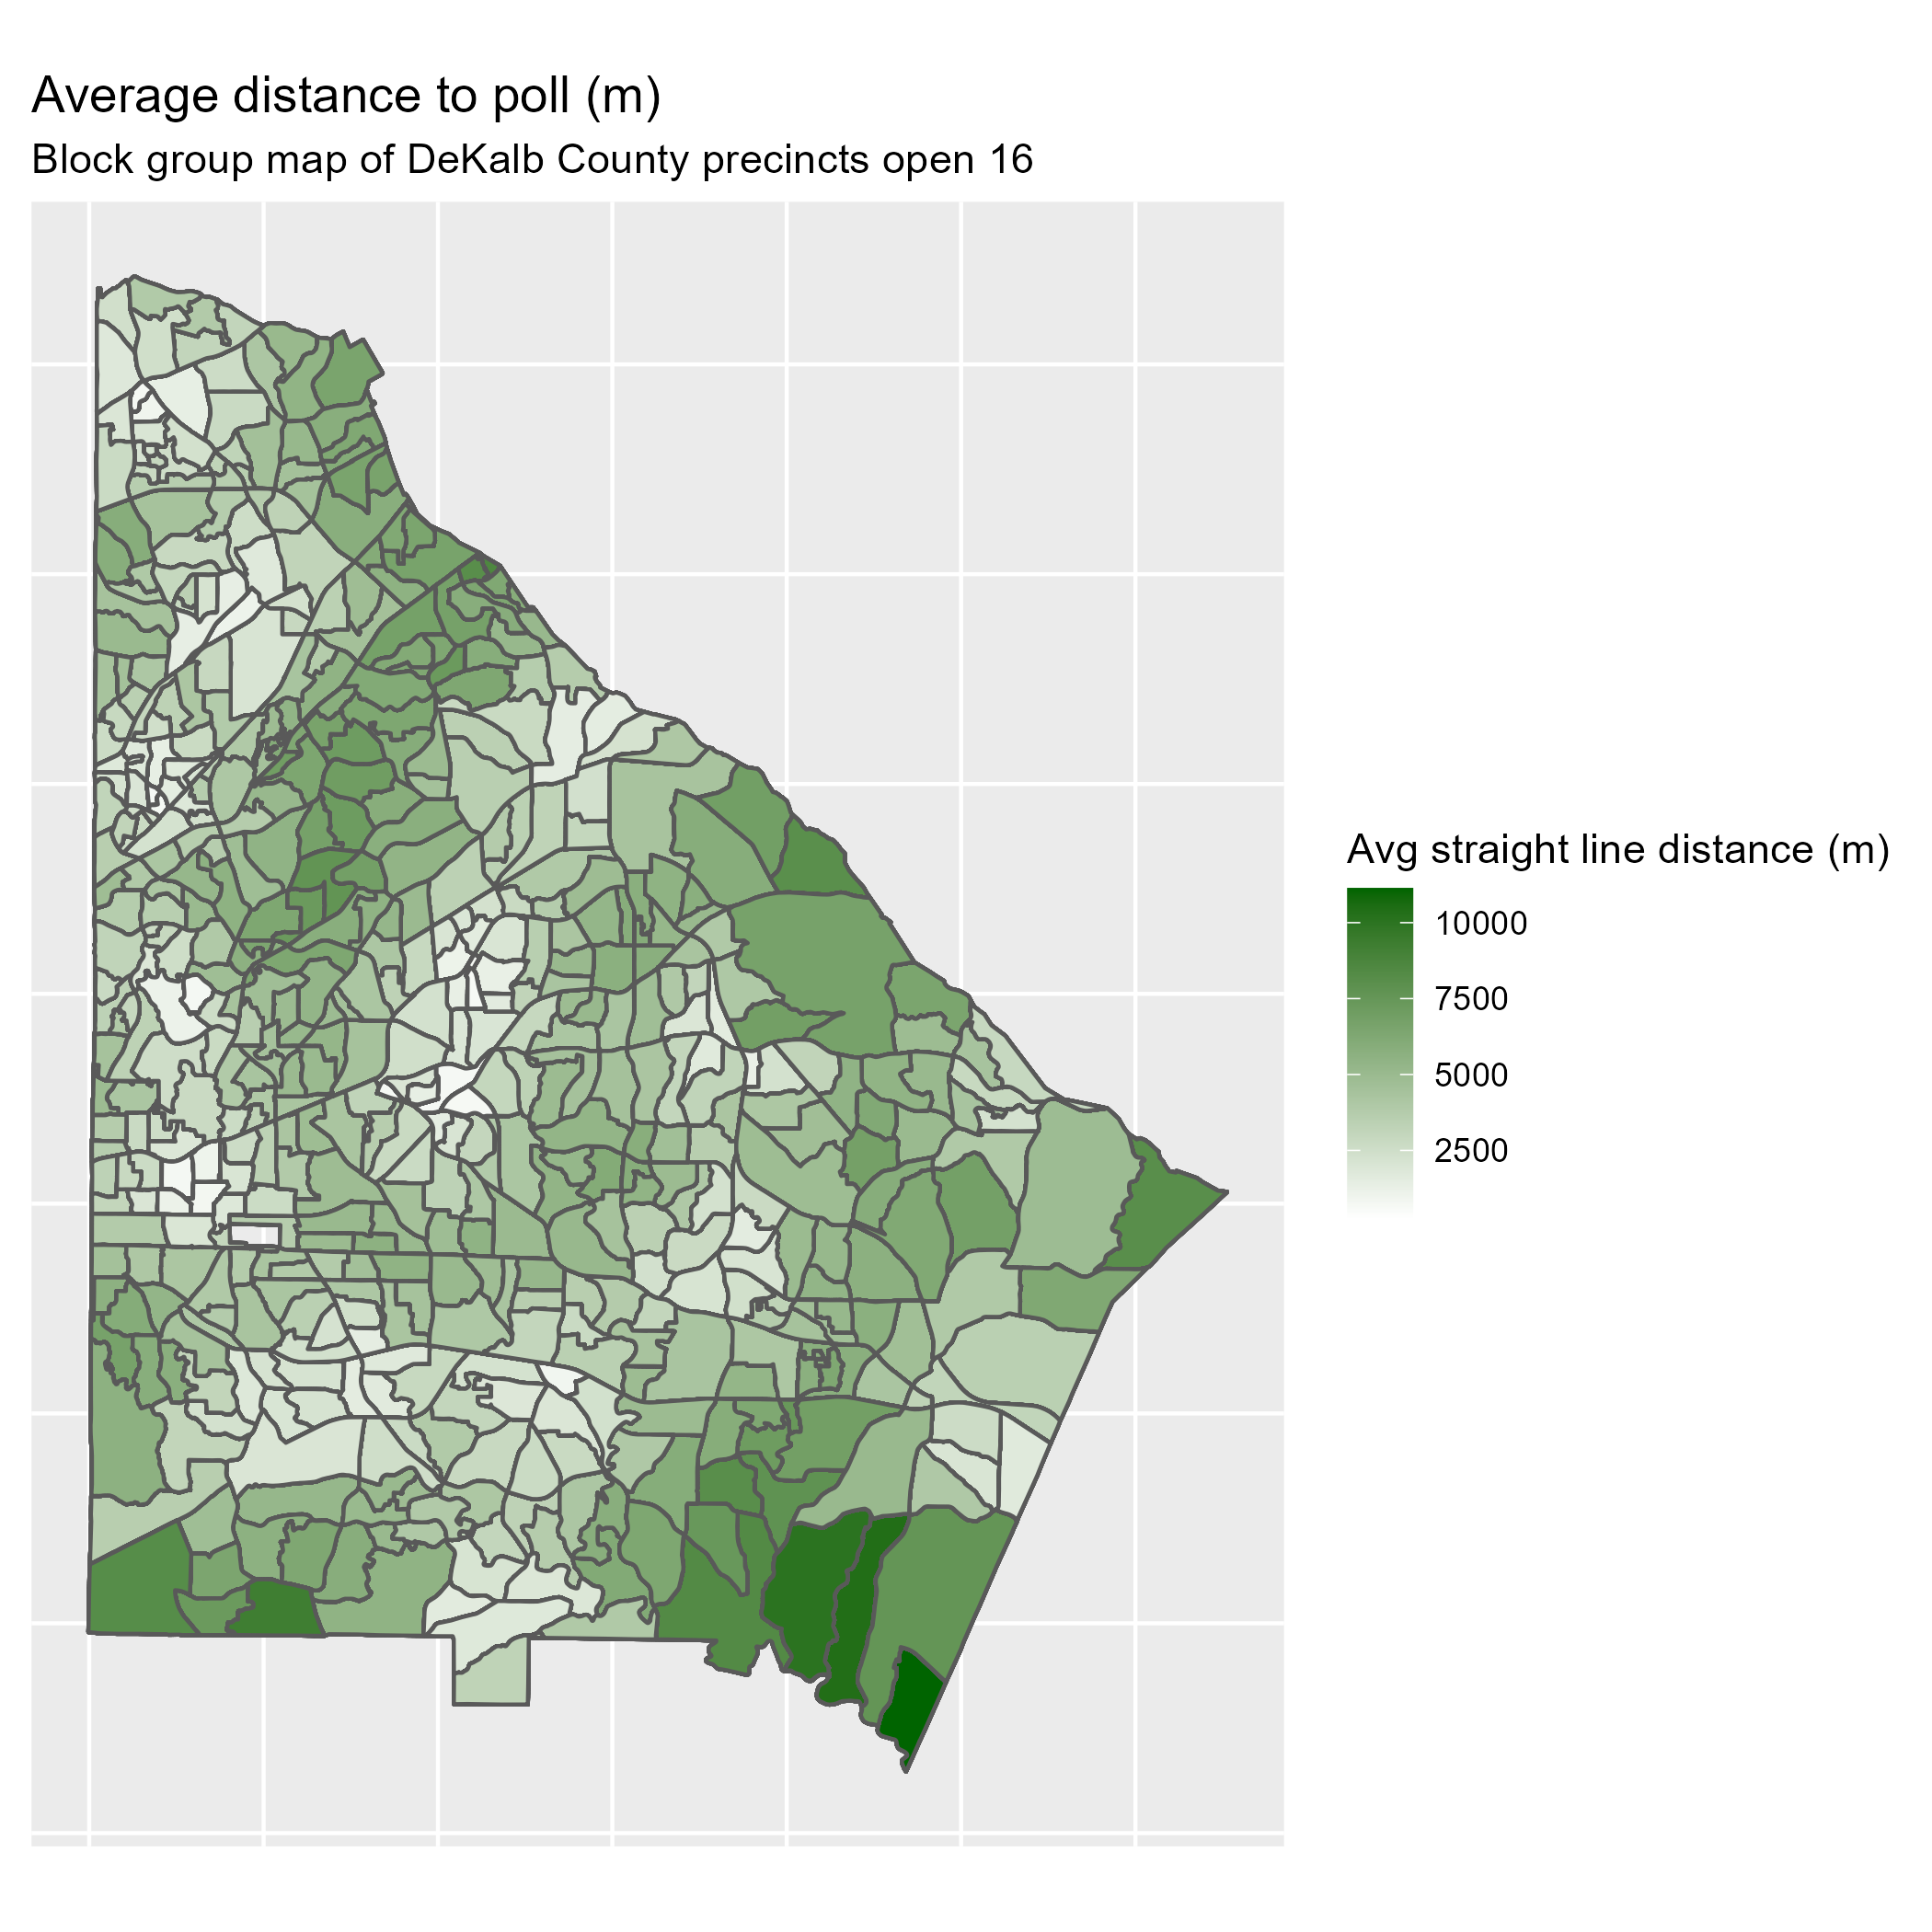 Average distance to poll (m)
Block group map of DeKalb County precincts open 16
Avg straight line distance (m)
10000
7500
5000
2500